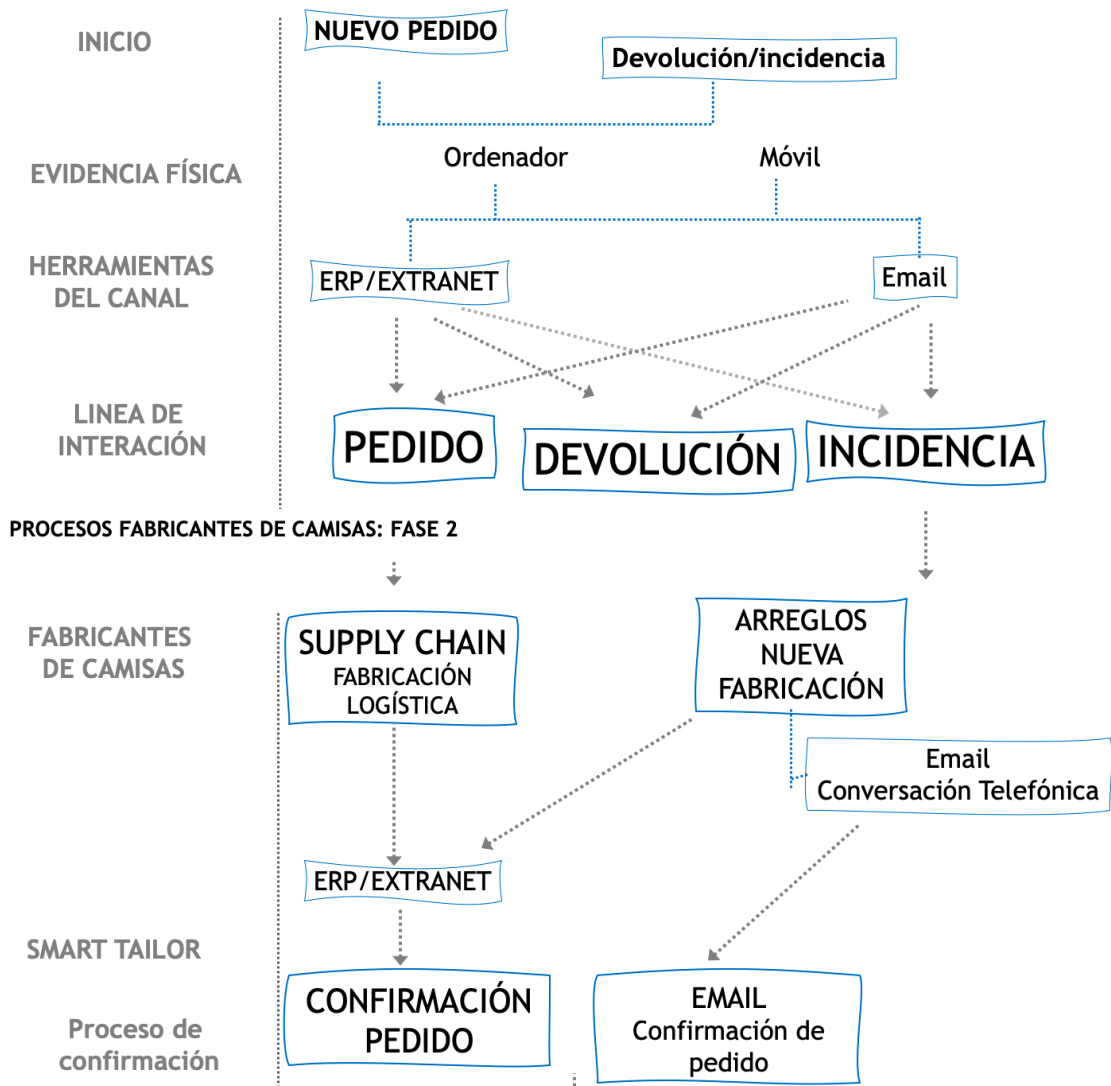 INICIO
NUEVO PEDIDO
Devolución/incidencia
EVIDENCIA FÍSICA
Ordenador
Móvil
HERRAMIENTAS
DEL CANAL
ERP/EXTRANET
Email
LINEA DE
INTERACIÓN
PEDIDO
DEVOLUCIÓN
INCIDENCIA
PROCESOS FABRICANTES DE CAMISAS: FASE 2
FABRICANTES
DE CAMISAS
SUPPLY CHAIN
FABRICACIÓN
LOGÍSTICA
ARREGLOS
NUEVA
FABRICACIÓN
Email
Conversación Telefónica
ERP/EXTRANET
SMART TAILOR
Proceso de
confirmación
CONFIRMACIÓN
PEDIDO
EMAIL
Confirmación de
pedido